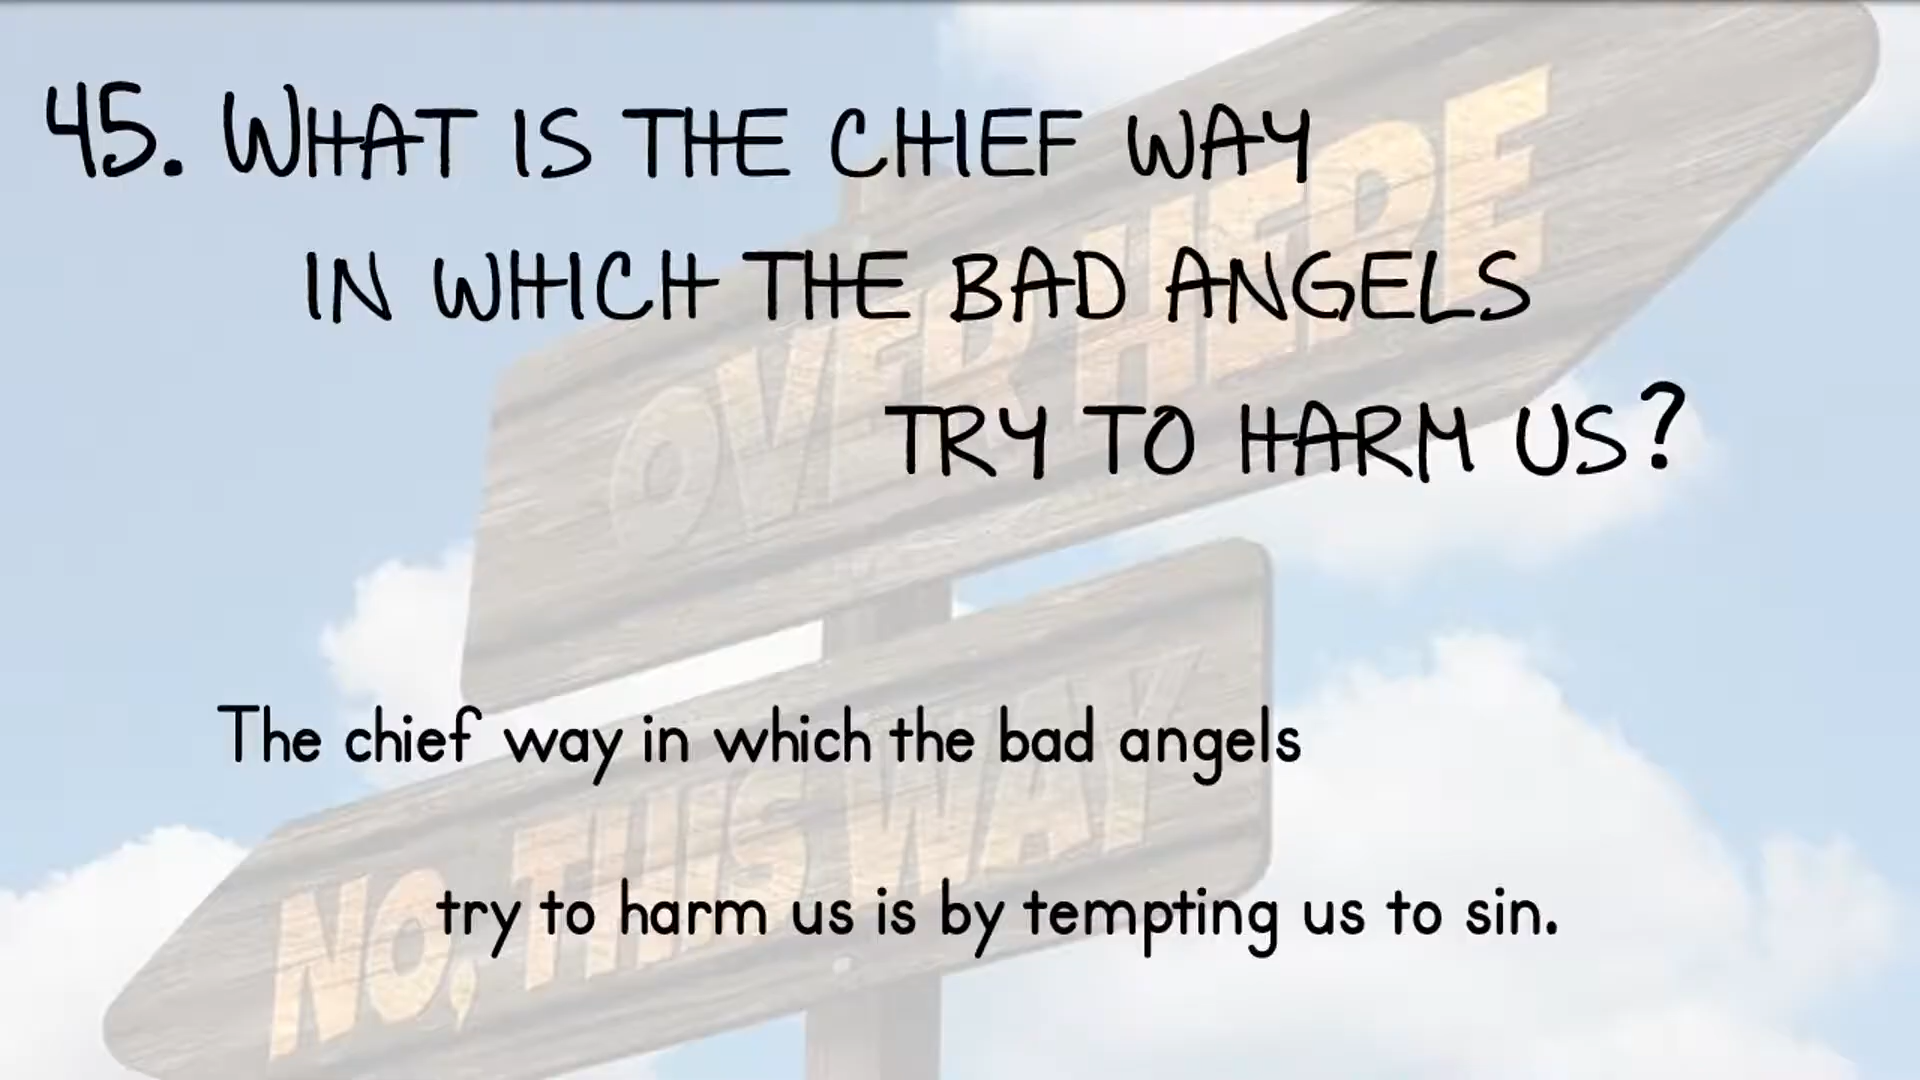 45. WHAT IS THE CHIEF WAY
IN WHICH THE BAD ANGELS
TRY TO HARM US?
OVER HERE
The chief way in which the bad angels
try to harm us is by tempting us to sin.
NO, THIS WAY